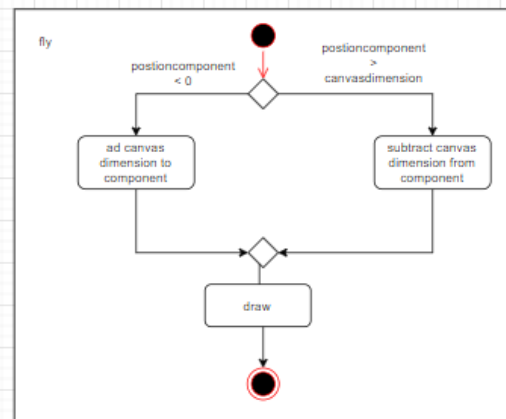 fly
postioncomponent
< 0
postioncomponent
>
canvasdimension
ad canvas
dimension to
component
subtract canvas
dimension from
component
draw